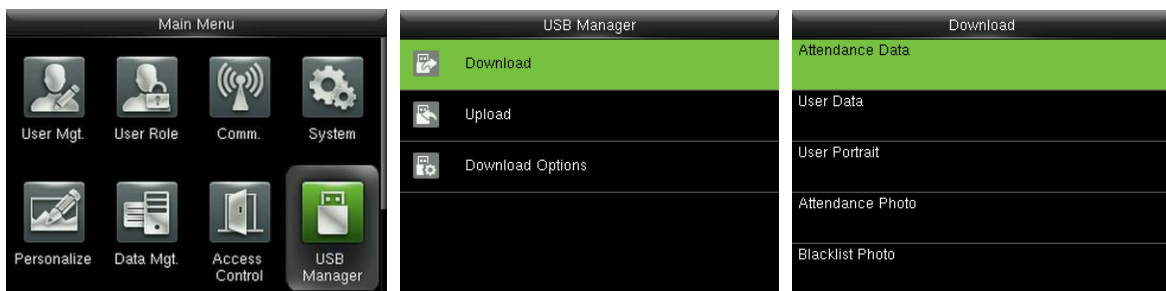 Main Menu
User Mgt.
User Role
Comm.
System
Personalize
Data Mgt.
Access
Control
USB
Manager
USB Manager
Download
Upload
Download Options
Download
Attendance Data
User Data
User Portrait
Attendance Photo
Blacklist Photo